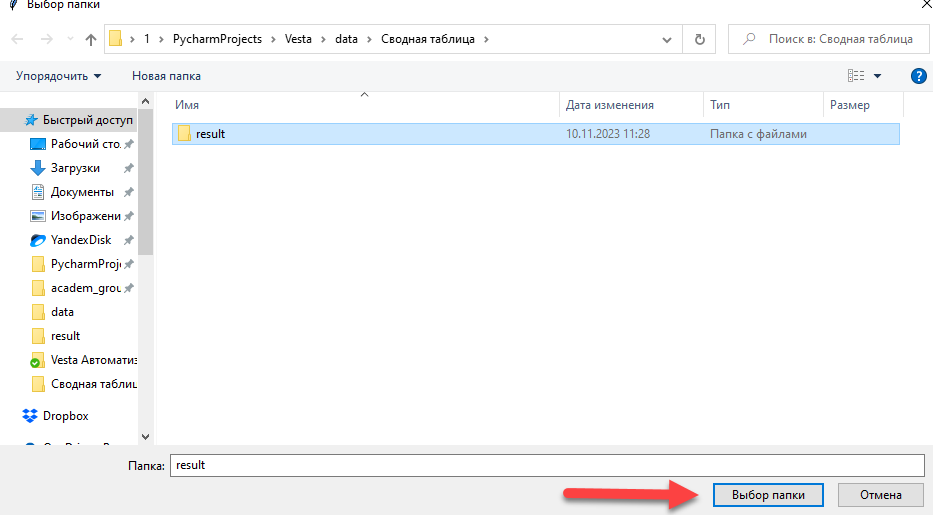 Выбор папки
1 > PycharmProjects > Vesta > data > Сводная таблица >
Поиск в: Сводная таблица
Упорядочить
Новая папка
?
Имя
Дата изменения
Тип
Размер
result
10.11.2023 11:28
Папка с файлами
Быстрый доступ
Рабочий сто
Загрузки
Документы
Изображени
YandexDisk
PycharmProj
academ_grou
data
result
Vesta Автоматиз
Сводная таблиц
Dropbox
Папка:
result
Выбор папки
Отмена